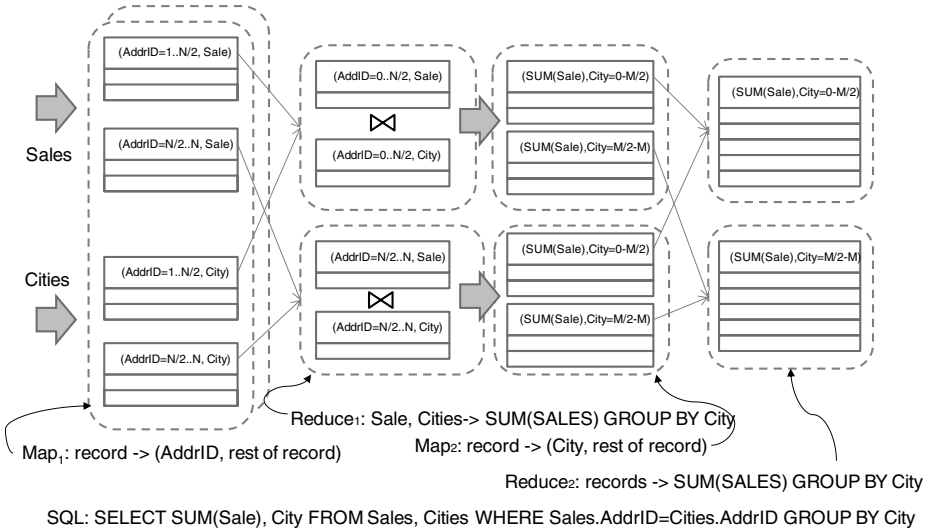 (AddrID=1..N/2, Sale)
(AddrID=N/2..N, Sale)
Sales
Cities
(AddrID=1..N/2, City)
(AddrID=N/2..N, City)
(AddID=0..N/2, Sale)
(AddrID=0..N/2, City)
(AddrID=N/2..N, Sale)
(AddrID=N/2..N, City)
(SUM(Sale),City=0-M/2)
(SUM(Sale),City=M/2-M)
(SUM(Sale),City=0-M/2)
(SUM(Sale),City=M/2-M)
(SUM(Sale),City=0-M/2)
(SUM(Sale),City=M/2-M)
Reduce1: Sale, Cities-> SUM(SALES) GROUP BY City
Map1: record -> (AddrID, rest of record)
Map2: record -> (City, rest of record)
Reduce2: records -> SUM(SALES) GROUP BY City
SQL: SELECT SUM(Sale), City FROM Sales, Cities WHERE Sales.AddrID=Cities.AddrID GROUP BY City